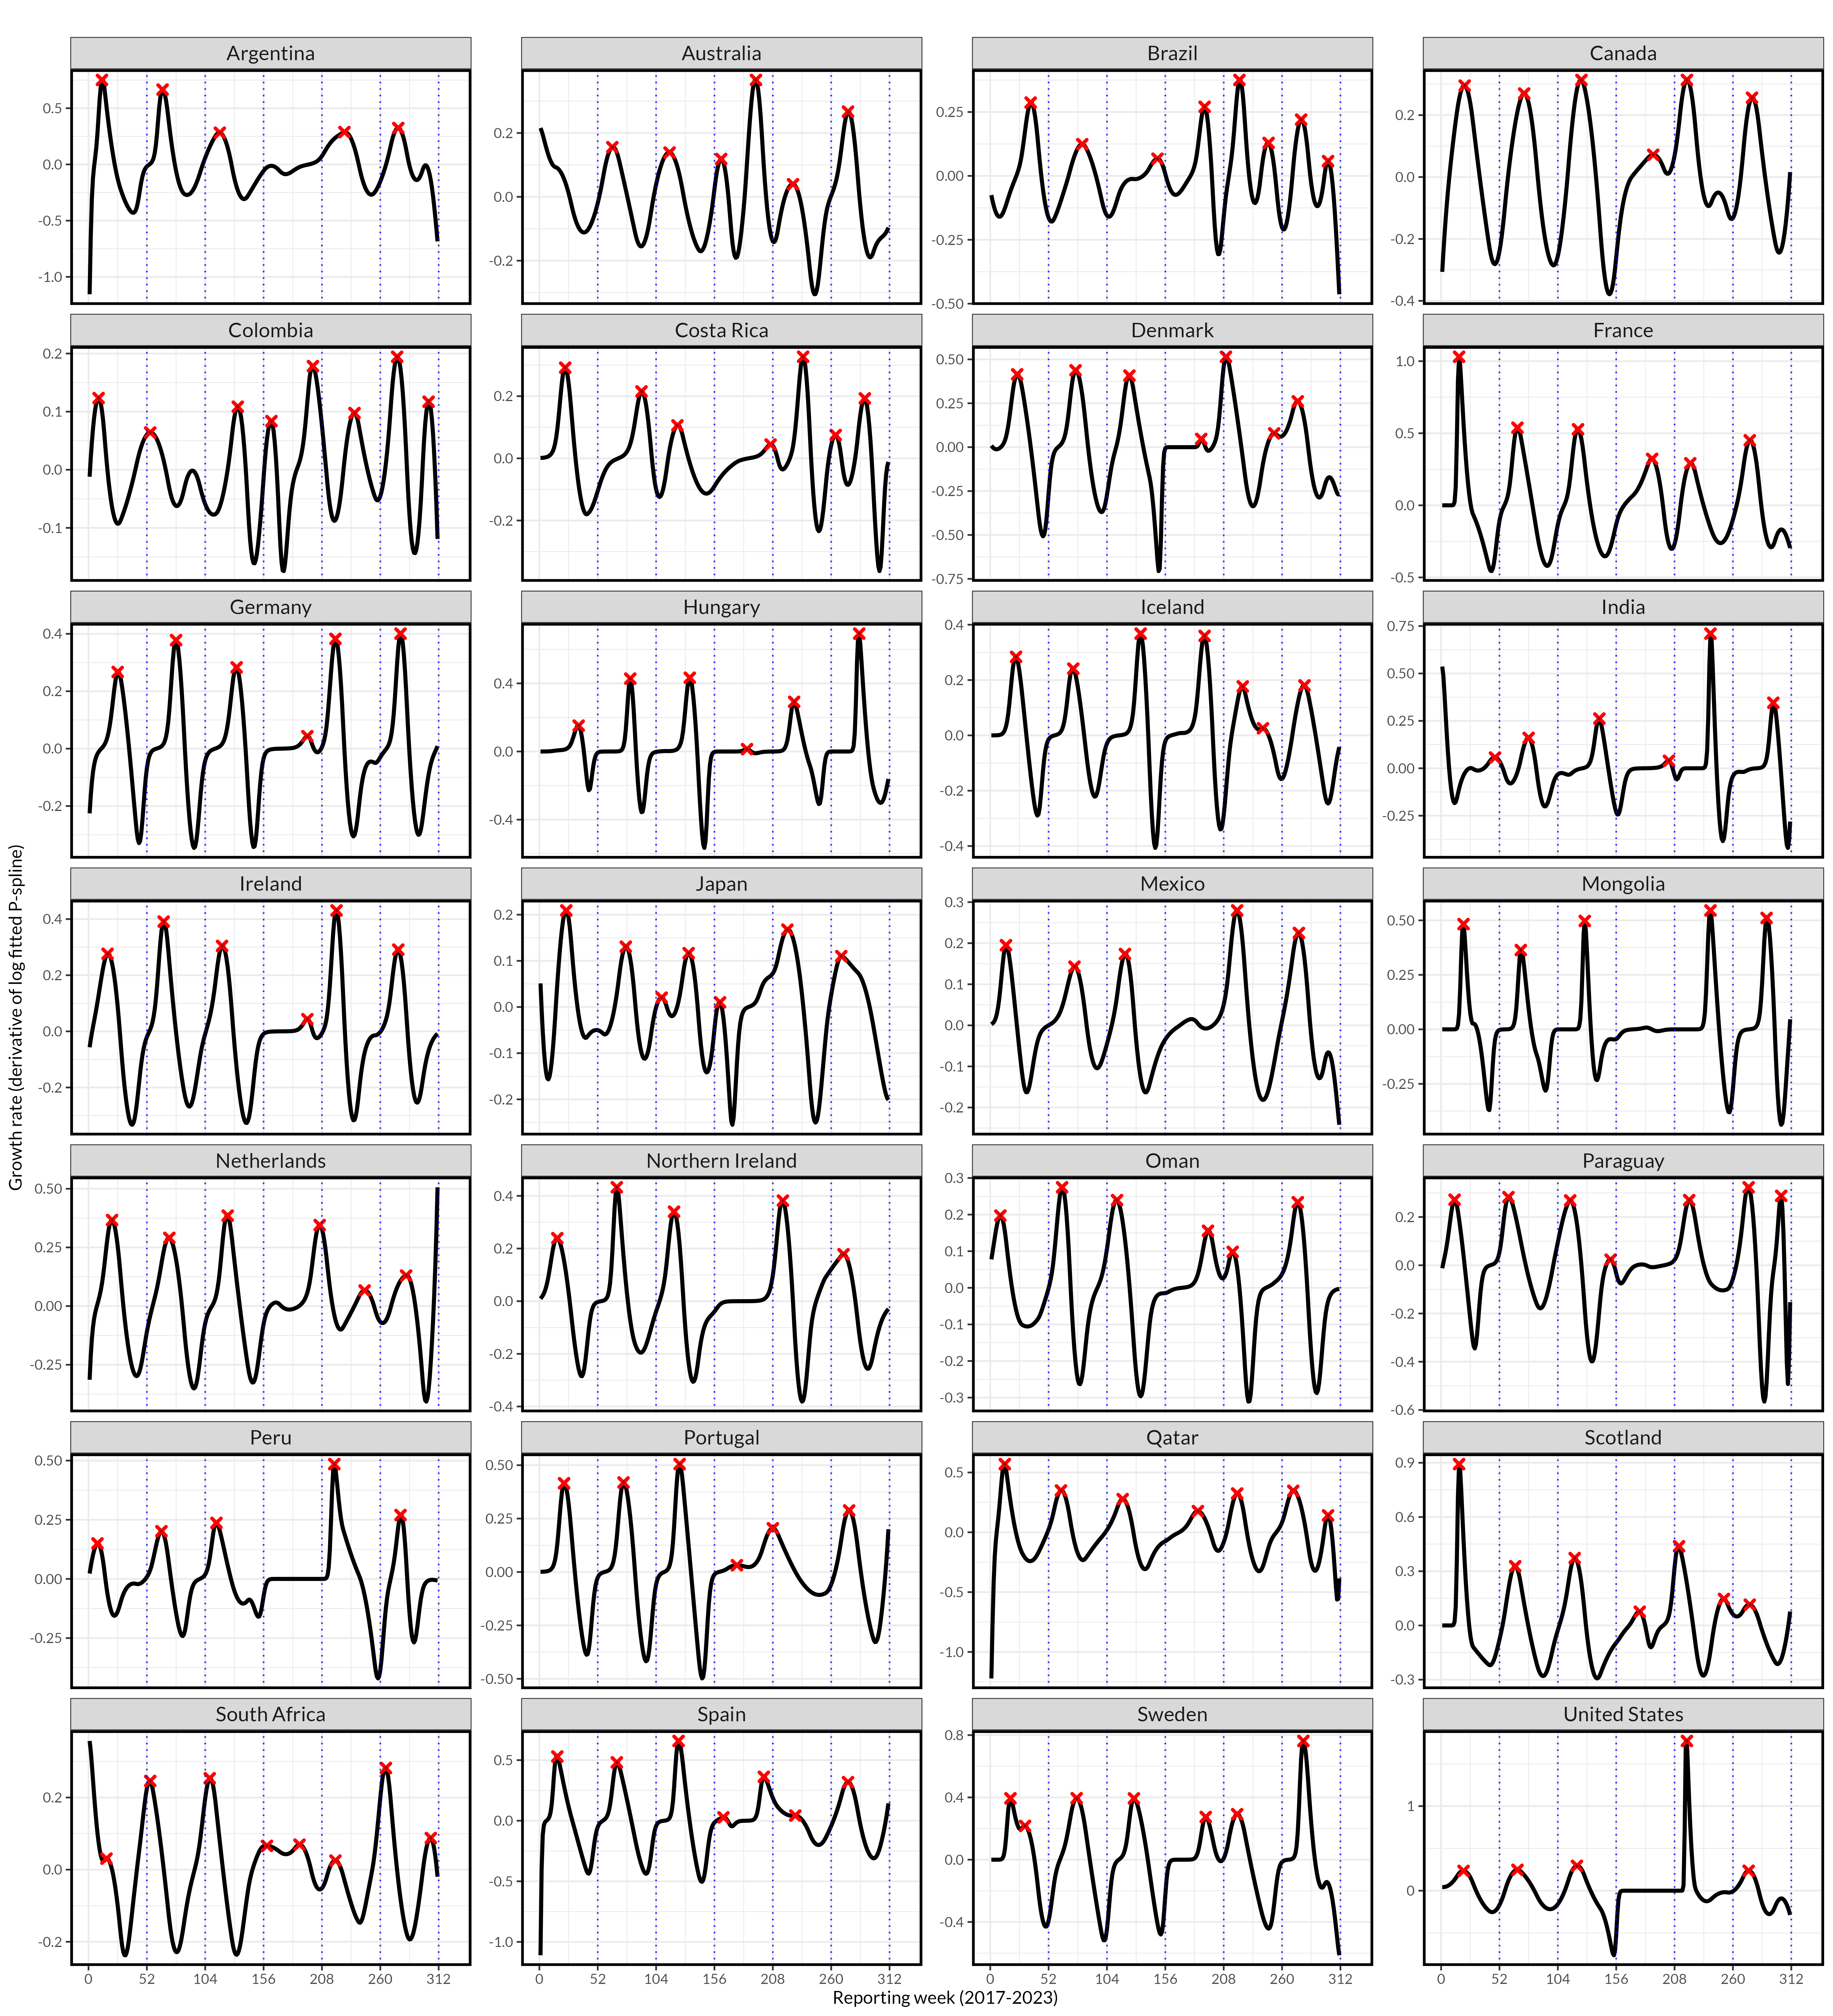 Argentina Australia Brazil Canada
0.5 0.2 0.25 0.2
0.0 0.0 0.00 0.0
-0.5 -0.2 -0.25 -0.2
-1.0 -0.50 -0.4
Colombia Costa Rica Denmark France
0.2 0.2 0.50 1.0
0.1 0.0 0.25 0.5
0.0 -0.2 0.00 0.0
-0.1 -0.25 -0.5
-0.50
-0.75
Germany Hungary Iceland India
0.4 0.4 0.4 0.75
0.2 0.0 0.2 0.50
0.0 -0.4 0.0 0.25
-0.2 -0.2 0.00
-0.4 -0.25
Growth rate (derivative of log fitted P-spline)
Ireland Japan Mexico Mongolia
0.4 0.2 0.3 0.50
0.2 0.1 0.2 0.25
0.0 0.0 0.1 0.00
-0.2 -0.1 0.0 -0.25
-0.2 -0.1
-0.2
Netherlands Northern Ireland Oman Paraguay
0.50 0.4 0.3 0.2
0.25 0.2 0.2 0.0
0.00 0.0 0.1 -0.2
-0.25 -0.2 0.0 -0.4
-0.4 -0.1 -0.6
-0.2
-0.3
Peru Portugal Qatar Scotland
0.50 0.50 0.5 0.9
0.25 0.25 0.0 0.6
0.00 0.00 -0.5 0.3
-0.25 -0.25 -1.0 0.0
-0.50 -0.3
South Africa Spain Sweden United States
0.2 0.5 0.8 1
0.0 0.0 0.4 0
-0.2 -0.5 0.0
-1.0 -0.4
0 52 104 156 208 260 312 0 52 104 156 208 260 312 0 52 104 156 208 260 312 0 52 104 156 208 260 312
Reporting week (2017-2023)